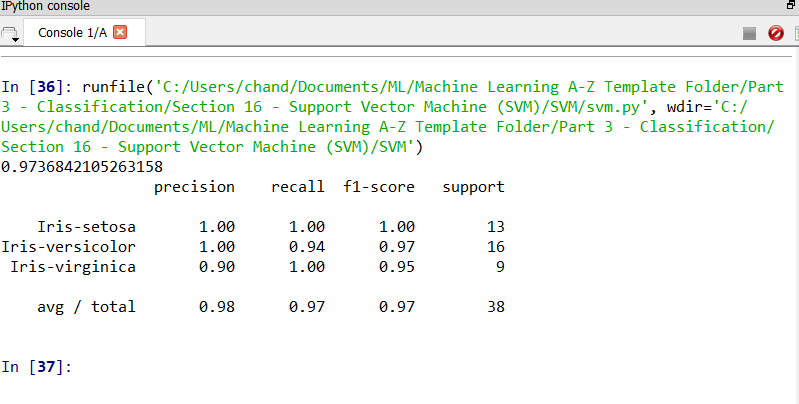 IPython console
Console 1/A
In [36]: runfile('C:/Users/chand/Documents/ML/Machine Learning A-Z Template Folder/Part
3 - Classification/Section 16 - Support Vector Machine (SVM)/SVM/svm.py', wdir='C:/
Users/chand/Documents/ML/Machine Learning A-Z Template Folder/Part 3 - Classification/
Section 16 - Support Vector Machine (SVM)/SVM')
0.9736842105263158
precision recall f1-score support
Iris-setosa 1.00 1.00 1.00 13
Iris-versicolor 1.00 0.94 0.97 16
Iris-virginica 0.90 1.00 0.95 9
avg / total 0.98 0.97 0.97 38
In [37]: